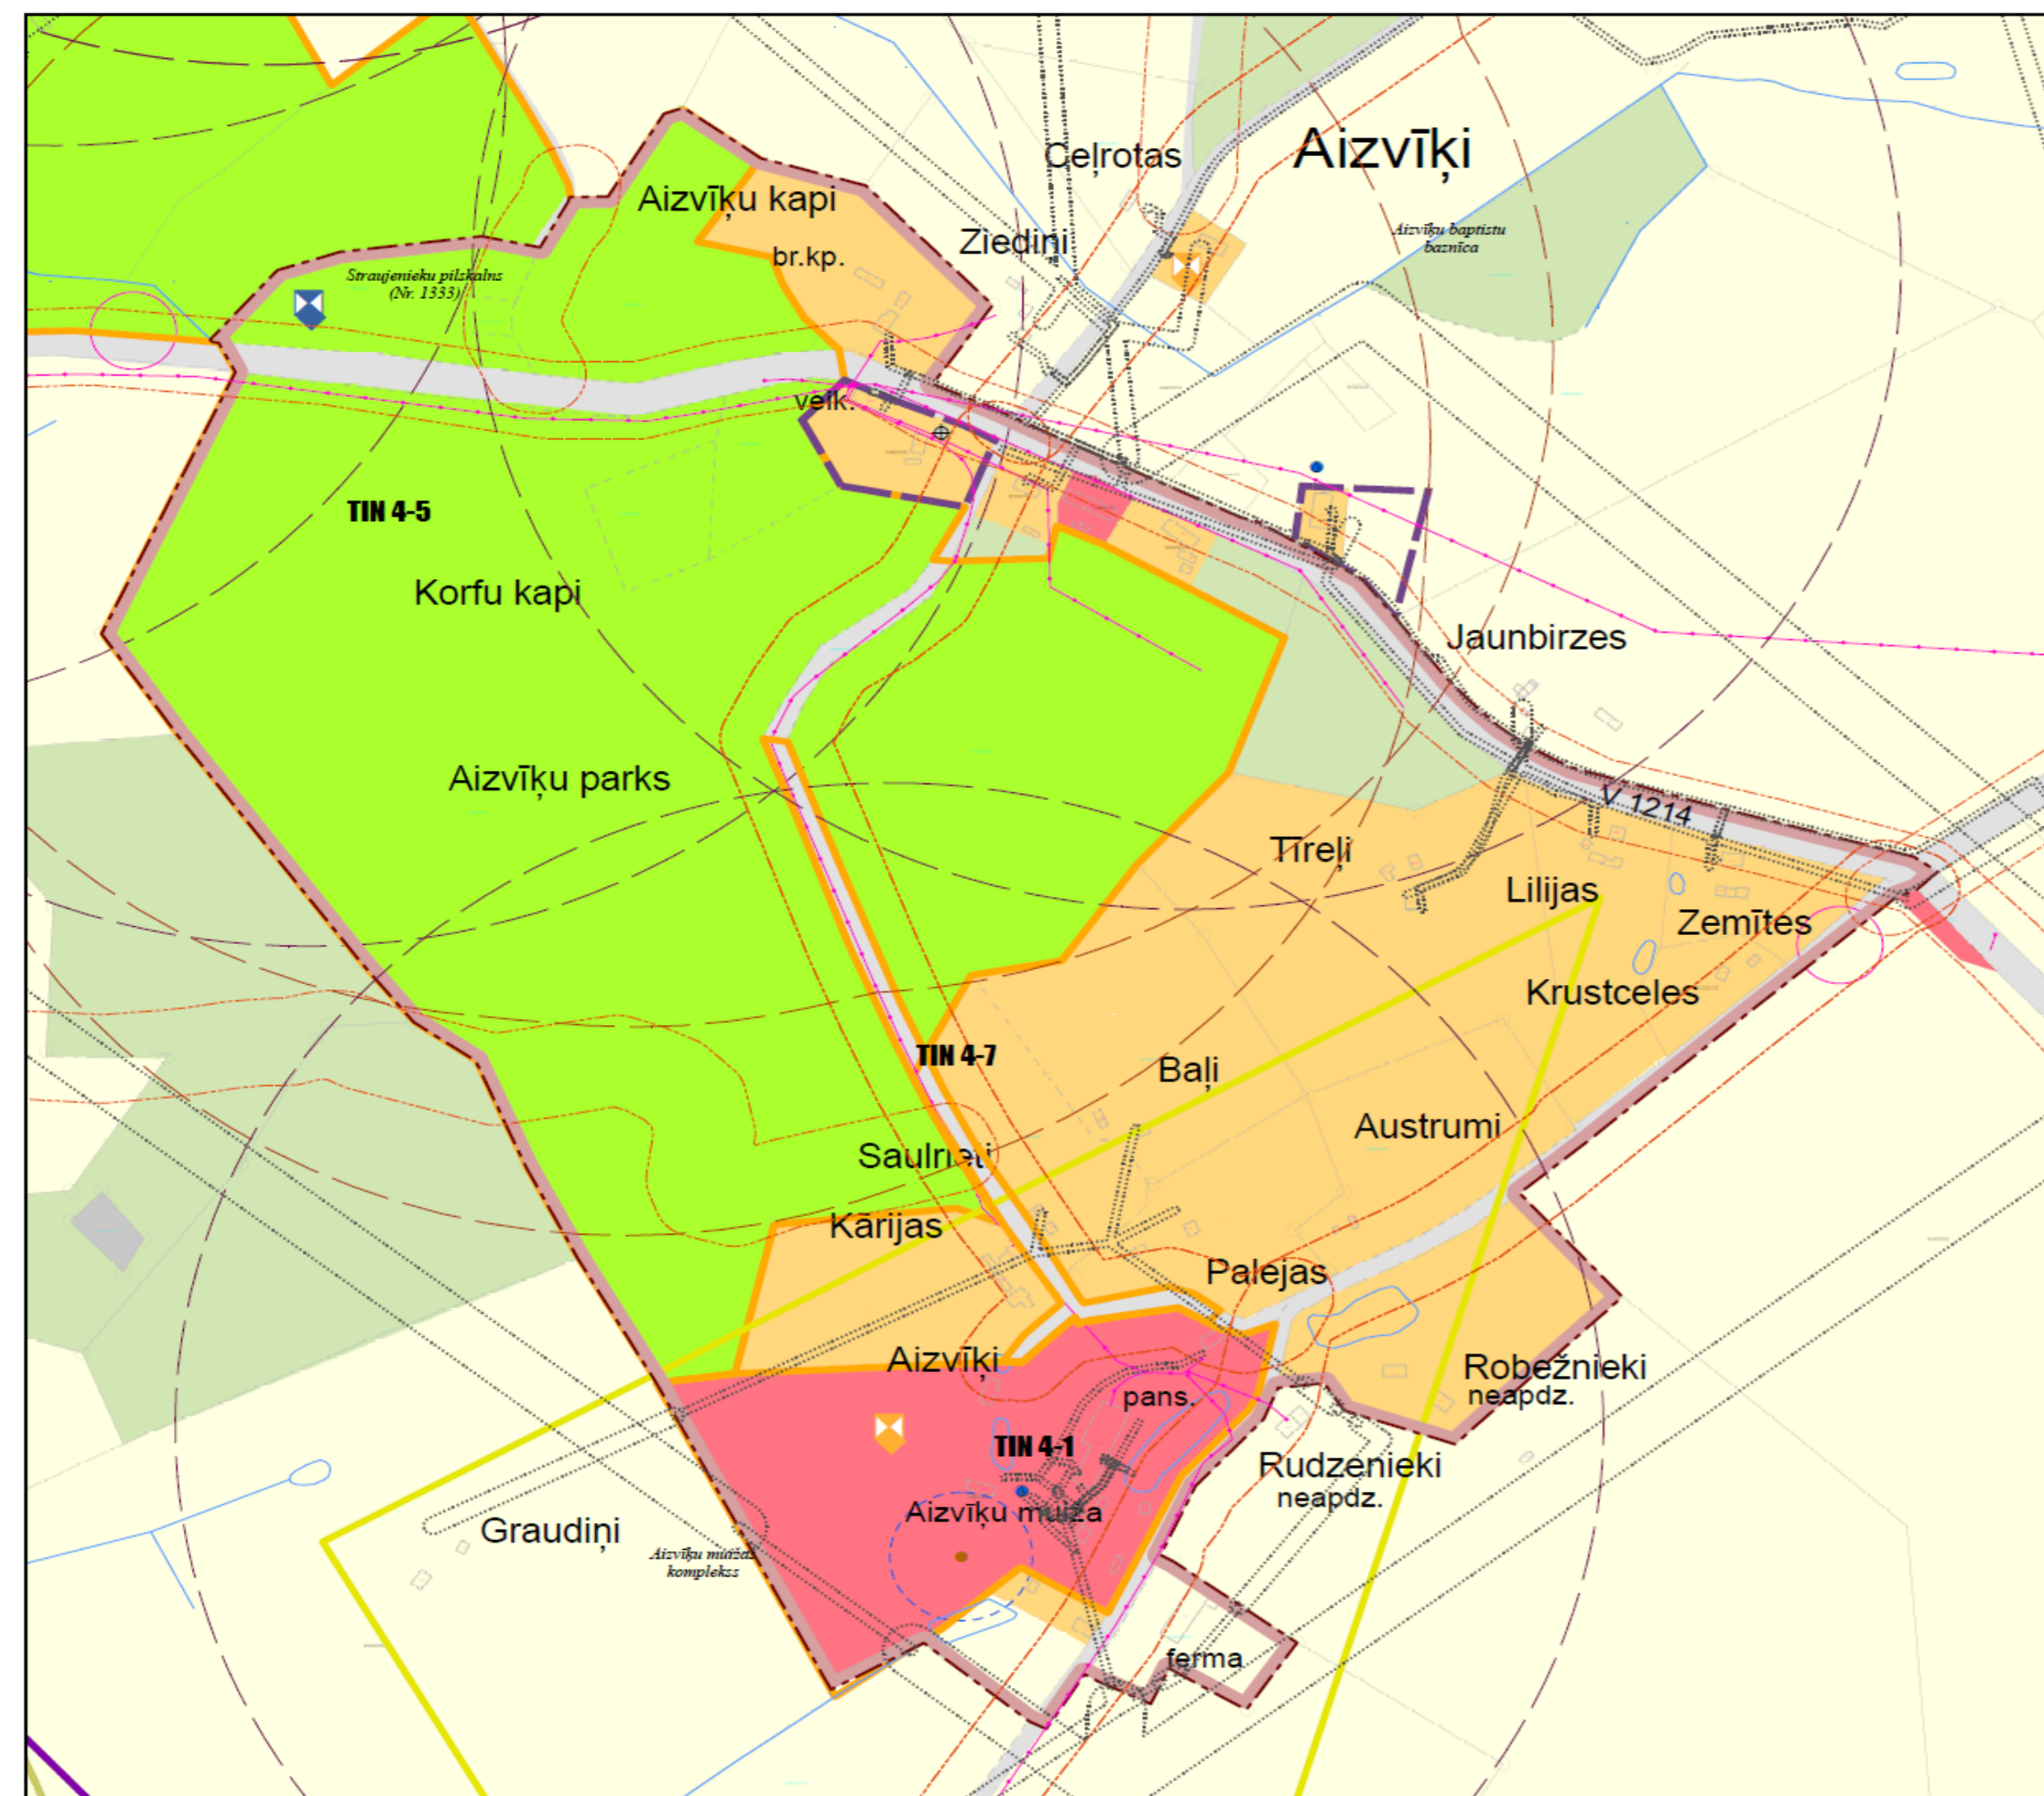 Aizvīķi
Ceļrotas
Aizvīķu kapi
br.kp.
Ziediņi
Aizvīķu baptistu
baznīca
Straujenieku pilskalns
(Nr. 1333)
veik.
TIN 4-5
Korfu kapi
Jaunbirzes
Aizvīķu parks
V 1214
Tīreļi
Lilijas
Zemītes
Krustceles
TIN 4-7
Baļi
Austrumi
Saulrieti
Kārijas
Palejas
Aizvīķi
Robežnieki
neapdz.
pans.
TIN 4-1
Rudzenieki
neapdz.
Aizvīķu muiža
Graudiņi
Aizvīķu muižas
komplekss
ferma